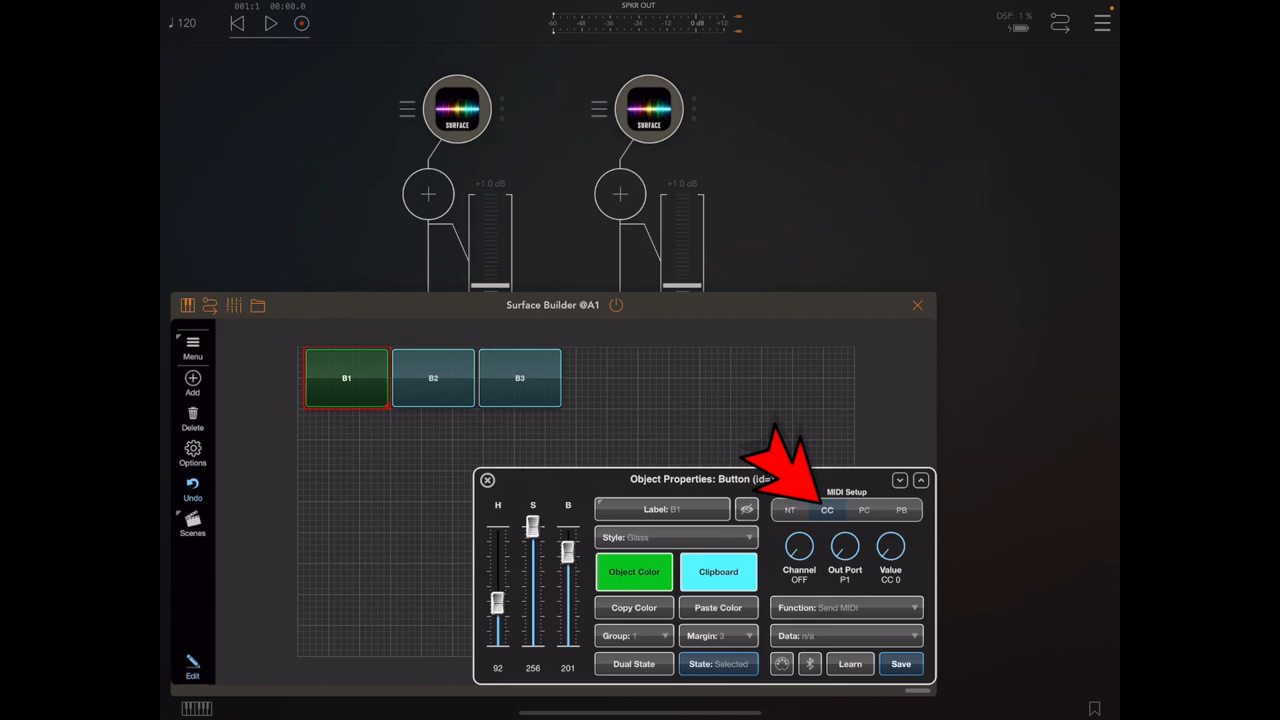 001:1 00:00.0
♩ 120
SPKR OUT
-60 -48 -36 -24 -12 0 dB +12
-∞
-∞
DSP: 1 %
SURFACE
SURFACE
+1.0 dB
+1.0 dB
Surface Builder @A1
Menu
Add
Delete
Options
Undo
Scenes
Edit
B1
B2
B3
Object Properties: Button (id=
H
S
B
92
256
201
Label: B1
Style: Glass
Object Color
Clipboard
Copy Color
Paste Color
Group: 1
Margin: 3
Dual State
State: Selected
MIDI Setup
NT
CC
PC
PB
Channel
OFF
Out Port
P1
Value
CC 0
Function: Send MIDI
Data: n/a
Learn
Save